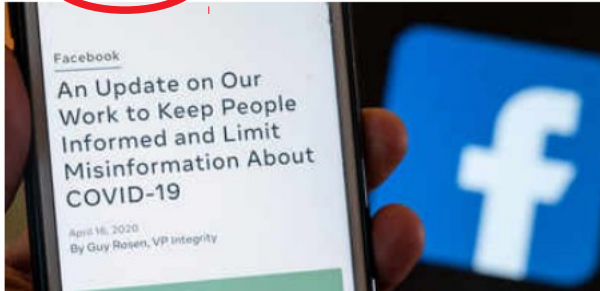 Facebook
An Update on Our
Work to Keep People
Informed and Limit
Misinformation About
COVID-19
April 16, 2020
By Guy Rosen, VP Integrity
f